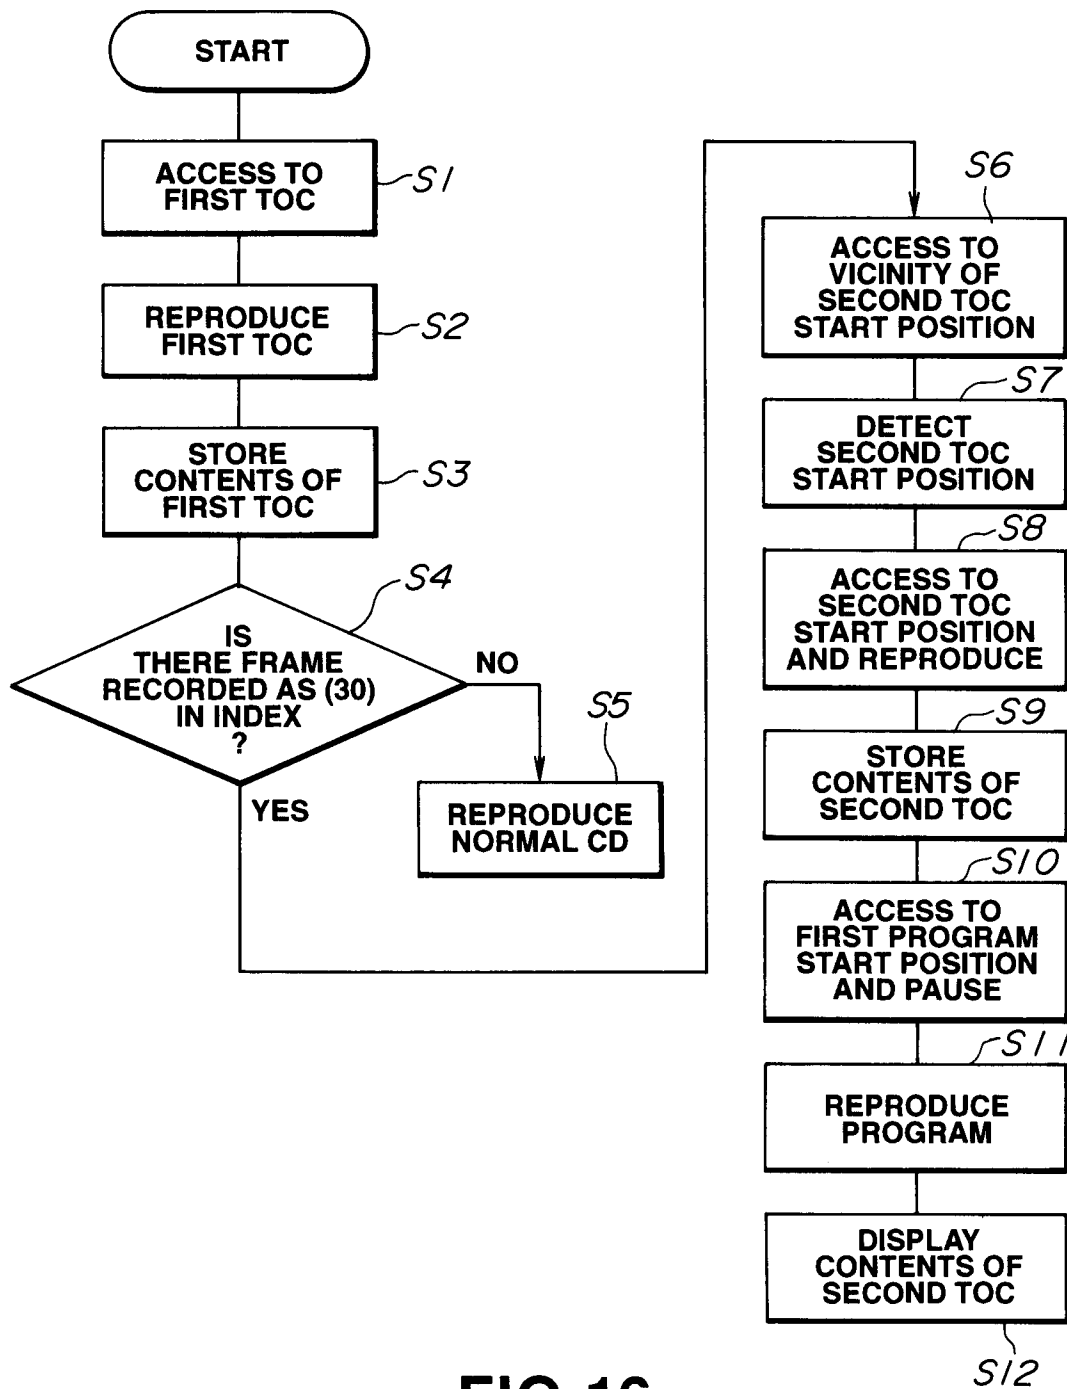 START
ACCESS TO
FIRST TOC
S1
REPRODUCE
FIRST TOC
S2
STORE
CONTENTS OF
FIRST TOC
S3
S4
IS
THERE FRAME
RECORDED AS (30)
IN INDEX
?
NO
YES
S5
REPRODUCE
NORMAL CD
S6
ACCESS TO
VICINITY OF
SECOND TOC
START POSITION
S7
DETECT
SECOND TOC
START POSITION
S8
ACCESS TO
SECOND TOC
START POSITION
AND REPRODUCE
S9
STORE
CONTENTS OF
SECOND TOC
S10
ACCESS TO
FIRST PROGRAM
START POSITION
AND PAUSE
S11
REPRODUCE
PROGRAM
DISPLAY
CONTENTS OF
SECOND TOC
S12
FIG.16